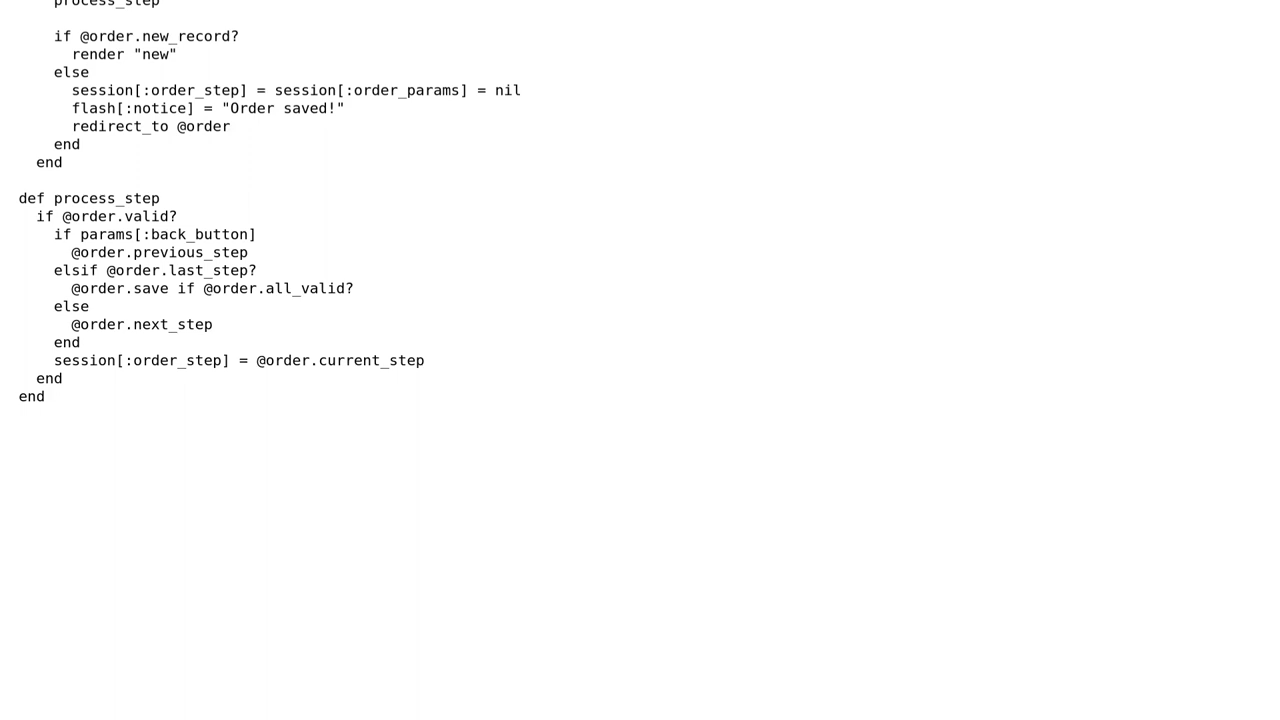 process_step

    if @order.new_record?
      render "new"
    else
      session[:order_step] = session[:order_params] = nil
      flash[:notice] = "Order saved!"
      redirect_to @order
    end
  end

def process_step
  if @order.valid?
    if params[:back_button]
      @order.previous_step
    elsif @order.last_step?
      @order.save if @order.all_valid?
    else
      @order.next_step
    end
    session[:order_step] = @order.current_step
  end
end